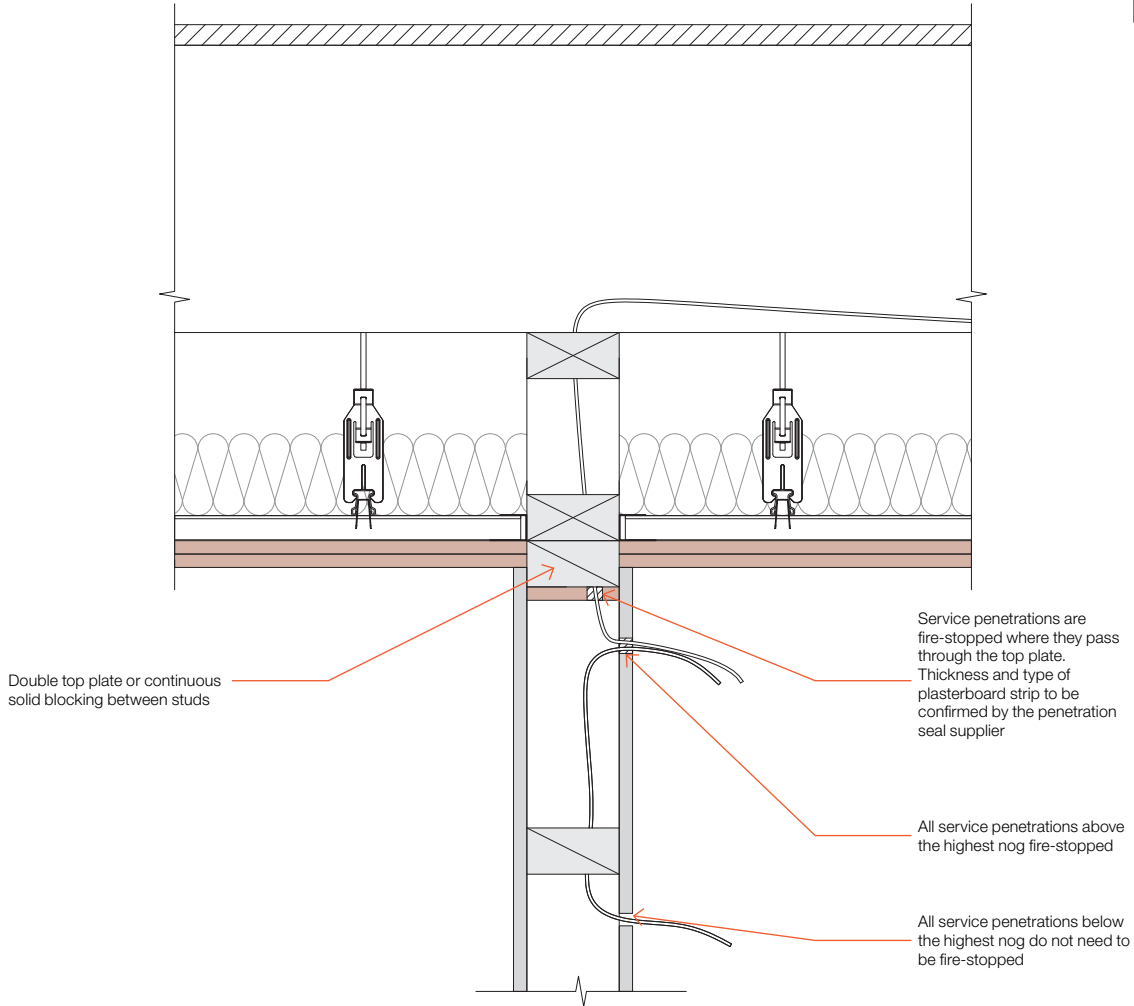 Double top plate or continuous
solid blocking between studs
Service penetrations are
fire-stopped where they pass
through the top plate.
Thickness and type of
plasterboard strip to be
confirmed by the penetration
seal supplier
All service penetrations above
the highest nog fire-stopped
All service penetrations below
the highest nog do not need to
be fire-stopped